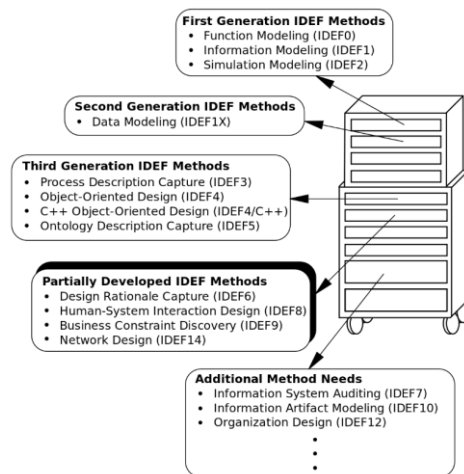 First Generation IDEF Methods
• Function Modeling (IDEF0)
• Information Modeling (IDEF1)
• Simulation Modeling (IDEF2)
Second Generation IDEF Methods
• Data Modeling (IDEF1X)
Third Generation IDEF Methods
• Process Description Capture (IDEF3)
• Object-Oriented Design (IDEF4)
• C++ Object-Oriented Design (IDEF4/C++)
• Ontology Description Capture (IDEF5)
Partially Developed IDEF Methods
• Design Rationale Capture (IDEF6)
• Human-System Interaction Design (IDEF8)
• Business Constraint Discovery (IDEF9)
• Network Design (IDEF14)
Additional Method Needs
• Information System Auditing (IDEF7)
• Information Artifact Modeling (IDEF10)
• Organization Design (IDEF12)
•
•
•